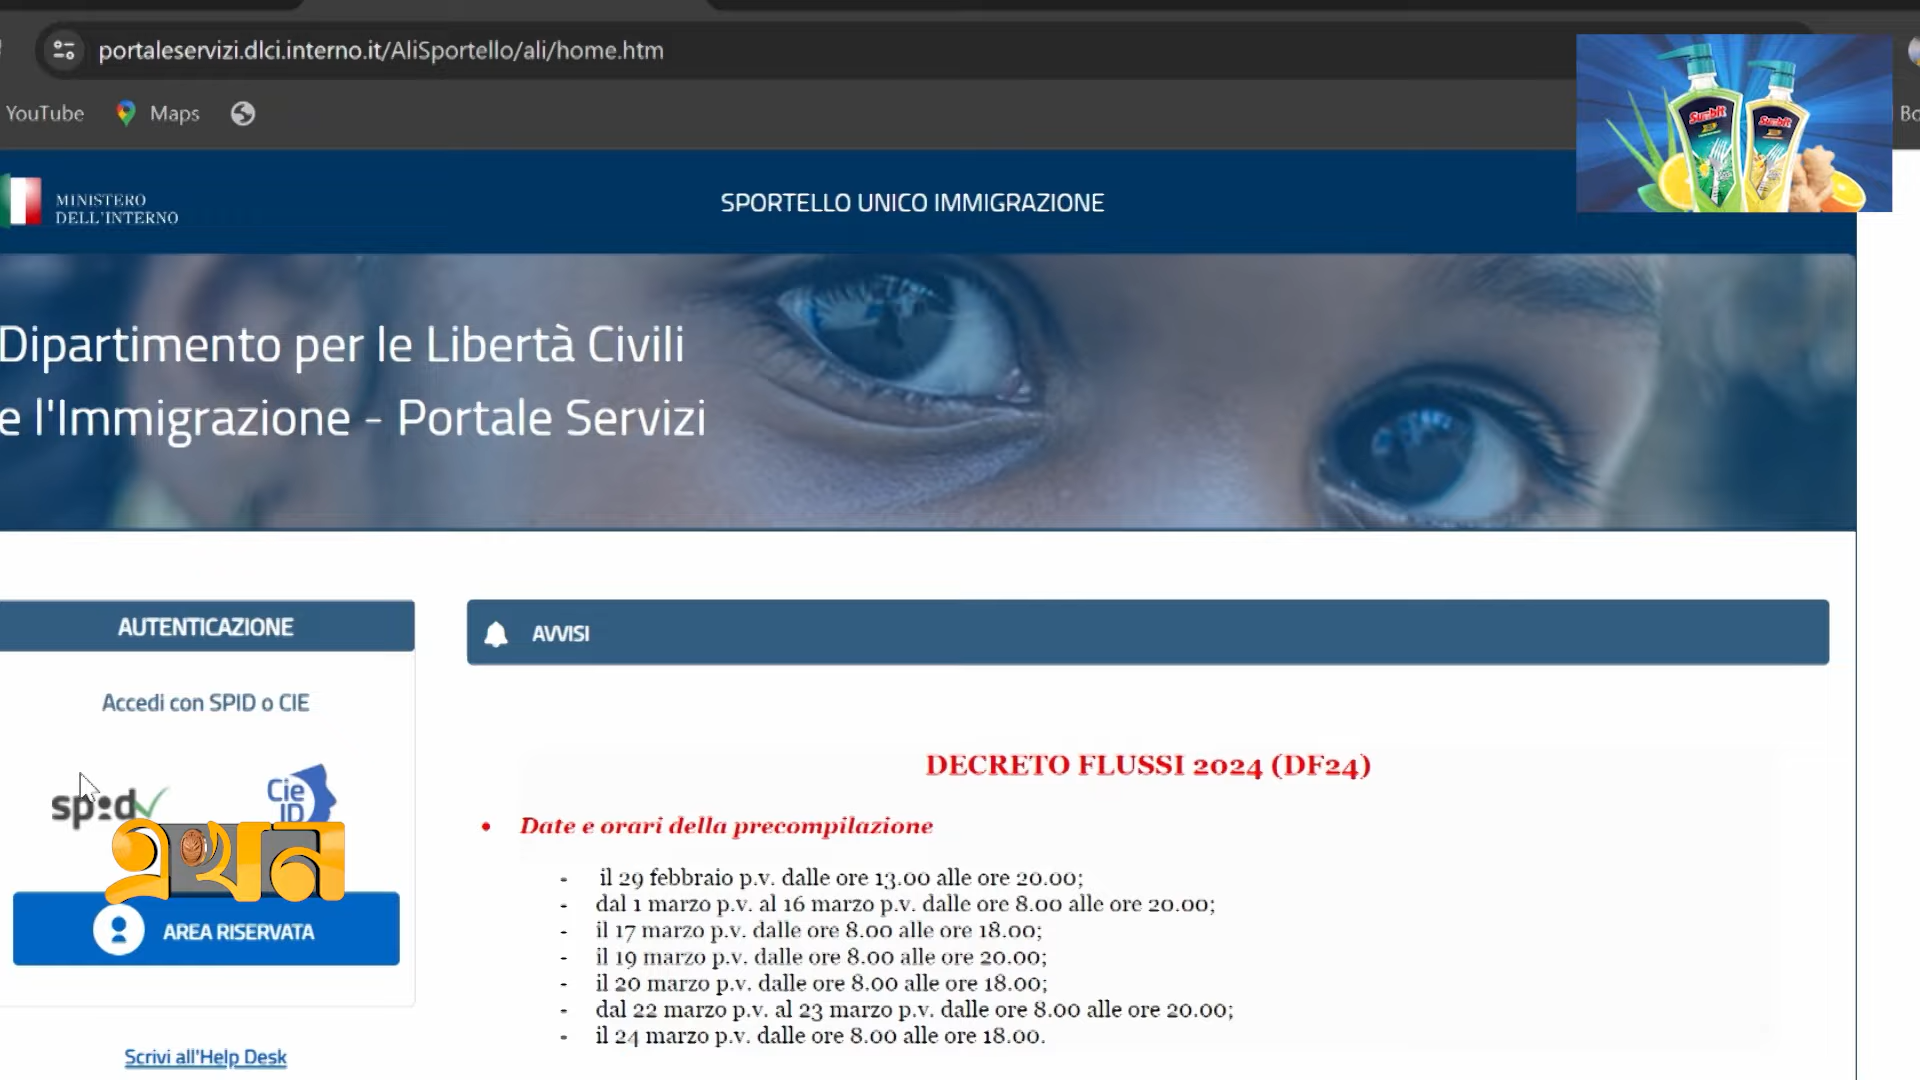 portaleservizi.dlci.interno.it/AliSportello/ali/home.htm
YouTube
Maps
Bo
MINISTERO
DELL'INTERNO
SPORTELLO UNICO IMMIGRAZIONE
Sunbit
Sunbit
Dipartimento per le Libertà Civili
e l'Immigrazione - Portale Servizi
AUTENTICAZIONE
AVVISI
Accedi con SPID o CIE
spid
Cie
ID
DECRETO FLUSSI 2024 (DF24)
• Date e orari della precompilazione
- il 29 febbraio p.v. dalle ore 13.00 alle ore 20.00;
- dal 1 marzo p.v. al 16 marzo p.v. dalle ore 8.00 alle ore 20.00;
- il 17 marzo p.v. dalle ore 8.00 alle ore 18.00;
- il 19 marzo p.v. dalle ore 8.00 alle ore 20.00;
- il 20 marzo p.v. dalle ore 8.00 alle ore 18.00;
- dal 22 marzo p.v. al 23 marzo p.v. dalle ore 8.00 alle ore 20.00;
- il 24 marzo p.v. dalle ore 8.00 alle ore 18.00.
এখন
AREA RISERVATA
Scrivi all'Help Desk